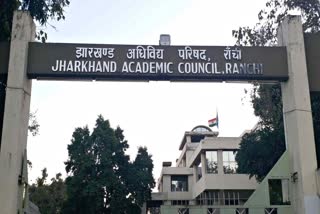 झारखण्ड अधिविद्य परिषद, राँची
JHARKHAND ACADEMIC COUNCIL, RANCHI